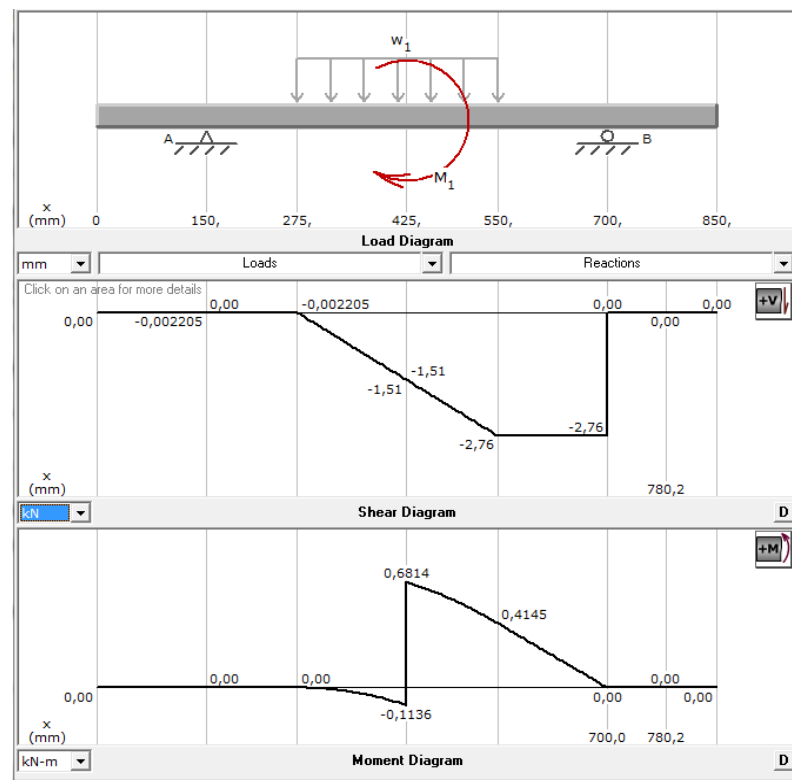 w1
A
B
M1
x
(mm)
0
150,
275,
425,
550,
700,
850,
Load Diagram
mm
Loads
Reactions
Click on an area for more details
+V
0,00
-0,002205
0,00
-0,002205
-1,51
-1,51
-2,76
-2,76
0,00
0,00
0,00
x
(mm)
780,2
kN
Shear Diagram
D
+M
0,6814
0,4145
0,00
0,00
0,00
-0,1136
0,00
0,00
0,00
x
(mm)
700,0
780,2
kN-m
Moment Diagram
D